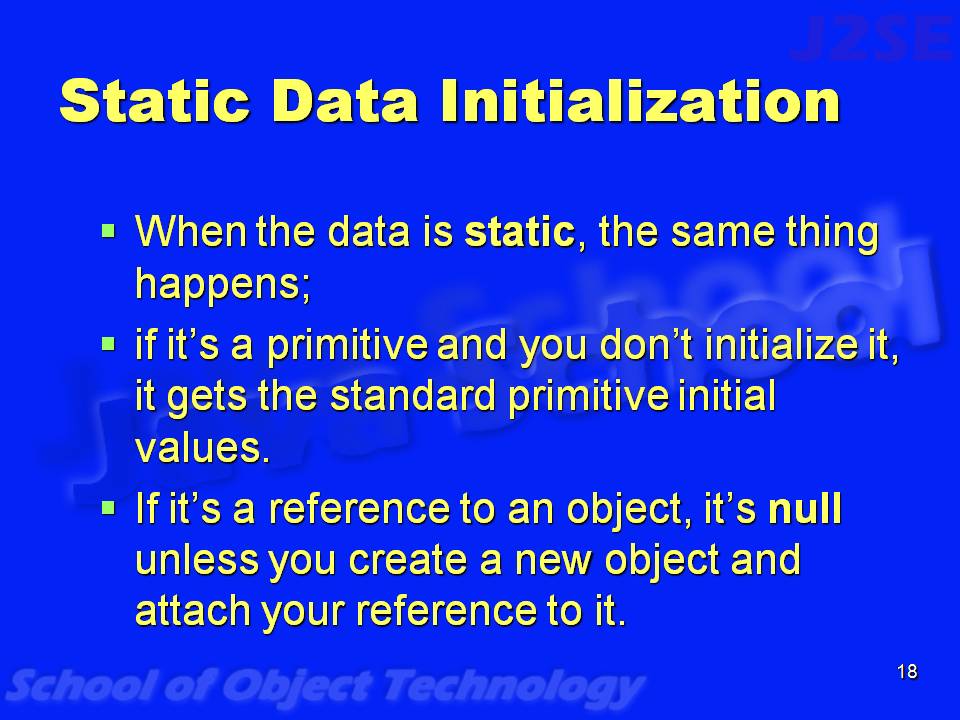 J2SE
Static Data Initialization
▪ When the data is static, the same thing
happens;
▪ if it’s a primitive and you don’t initialize it,
it gets the standard primitive initial
values.
▪ If it’s a reference to an object, it’s null
unless you create a new object and
attach your reference to it.
Java School
School of Object Technology
18